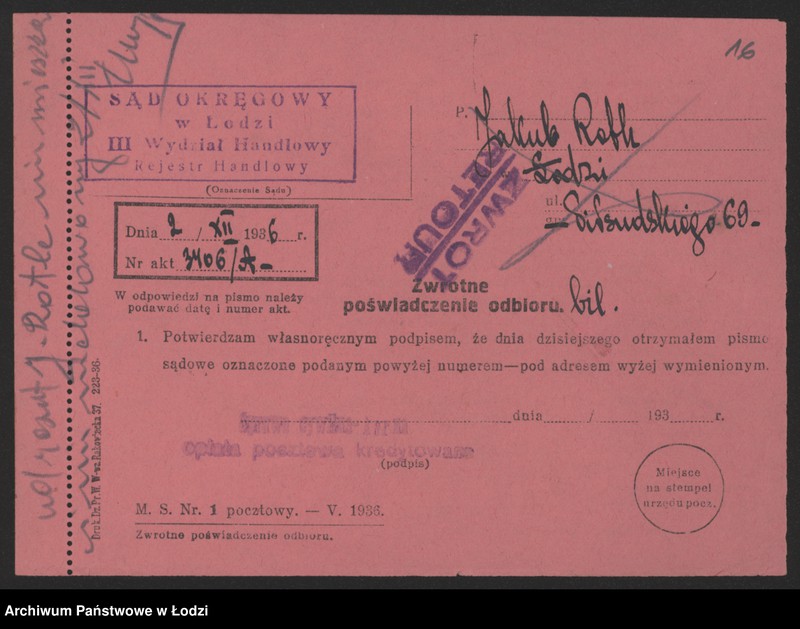 16
SĄD OKRĘGOWY
w Łodzi
III Wydział Handlowy
Rejestr Handlowy
(Oznaczenie Sądu)
P. Jakub Roth
Łodzi
ul.
Piłsudskiego 69
ZWROT
RETOUR
Dnia 2 / XII 1936 r.
Nr akt 3406/A
W odpowiedzi na pismo należy
podawać datę i numer akt.
Zwrotne
poświadczenie odbioru. bil.
1. Potwierdzam własnoręcznym podpisem, że dnia dzisiejszego otrzymałem pismo
sądowe oznaczone podanym powyżej numerem—pod adresem wyżej wymienionym.
dnia / 193 r.
opłata pocztowa kredytowana
(podpis)
Miejsce
na stempel
urzędu pocz.
M. S. Nr. 1 pocztowy. — V. 1936.
Zwrotne poświadczenie odbioru.
223-36.
Archiwum Państwowe w Łodzi